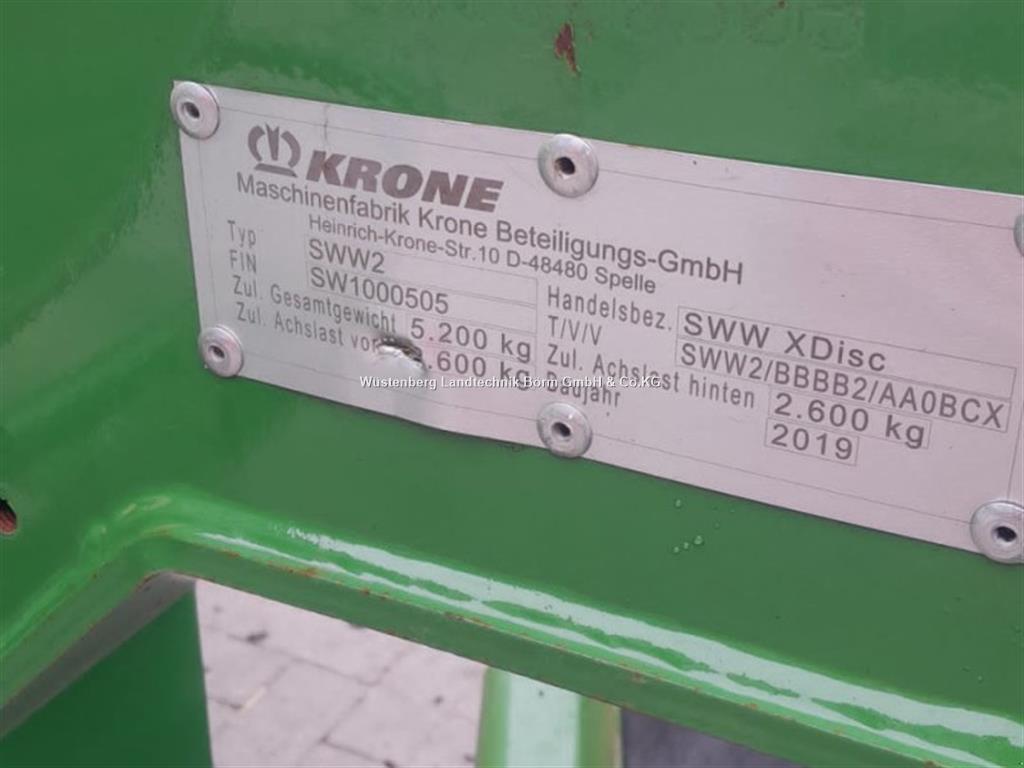 KRONE
Maschinenfabrik Krone Beteiligungs-GmbH
Heinrich-Krone-Str.10 D-48480 Spelle
Typ SWW2
FIN SW1000505
Zul. Gesamtgewicht 5.200 kg
Zul. Achslast .600 kg
Handelsbez. SWW XDisc
T/V/V SWW2/BBBB2/AA0BCX
Zul. Achslast hinten 2.600 kg
Baujahr 2019
Wüstenberg Landtechnik Börm GmbH & Co.KG